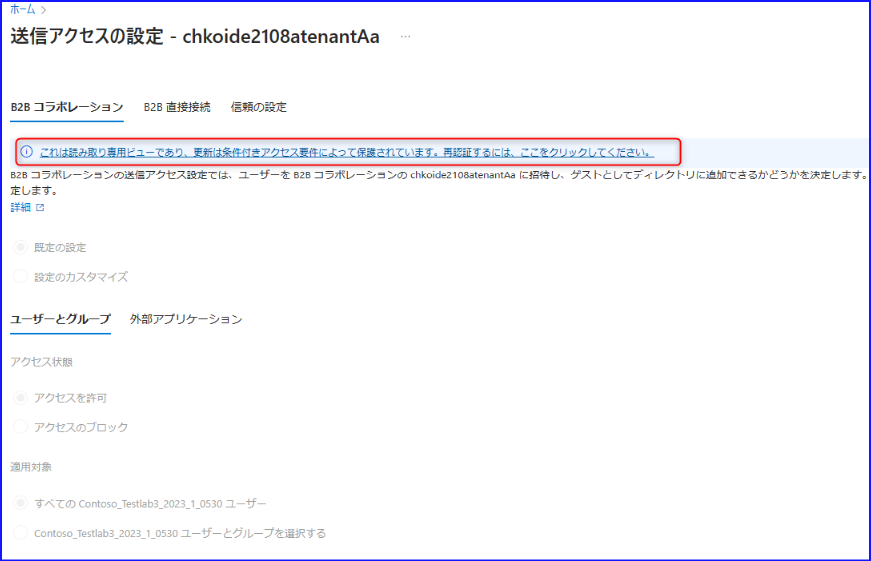 ホーム >
送信アクセスの設定 - chkoide2108atenantAa ...
B2B コラボレーション B2B 直接接続 信頼の設定
これは読み取り専用ビューであり、更新は条件付きアクセス要件によって保護されています。再認証するには、ここをクリックしてください。
B2B コラボレーションの送信アクセス設定では、ユーザーを B2B コラボレーションの chkoide2108atenantAa に招待し、ゲストとしてディレクトリに追加できるかどうかを決定します。
定します。
詳細
既定の設定
設定のカスタマイズ
ユーザーとグループ 外部アプリケーション
アクセス状態
アクセスを許可
アクセスのブロック
適用対象
すべての Contoso_Testlab3_2023_1_0530 ユーザー
Contoso_Testlab3_2023_1_0530 ユーザーとグループを選択する